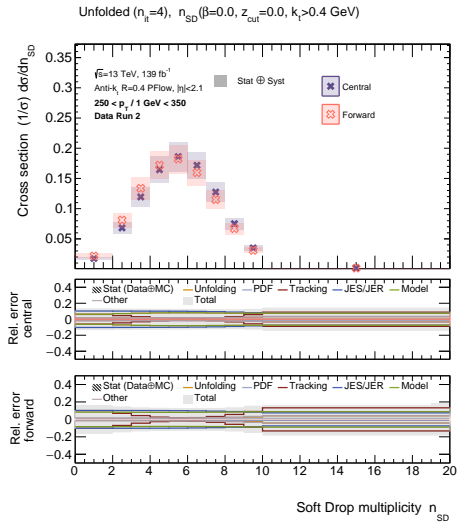 Unfolded (n_it=4), n_SD(β=0.0, z_cut=0.0, k_t>0.4 GeV)
Cross section (1/σ) dσ/dn_SD
0.35
0.3
0.25
0.2
0.15
0.1
0.05
√s=13 TeV, 139 fb⁻¹
Anti-k_t R=0.4 PFlow, |η|<2.1
250 < p_T / 1 GeV < 350
Data Run 2
Stat ⊕ Syst
Central
Forward
Rel. error
central
0.4
0.2
0
−0.2
−0.4
Stat (Data⊕MC) Unfolding PDF Tracking JES/JER Model
Other Total
Rel. error
forward
0.4
0.2
0
−0.2
−0.4
Stat (Data⊕MC) Unfolding PDF Tracking JES/JER Model
Other Total
0 2 4 6 8 10 12 14 16 18 20
Soft Drop multiplicity n_SD